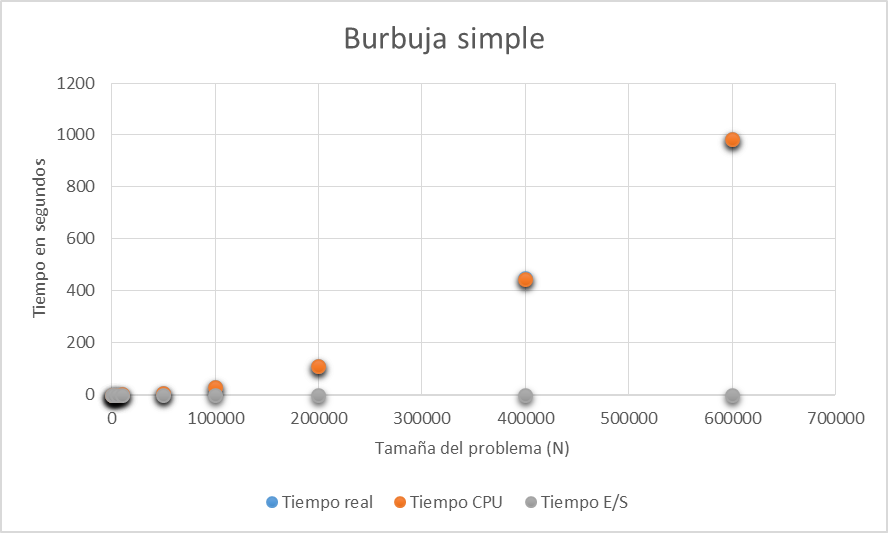 Burbuja simple
1200
1000
800
600
400
200
0
Tiempo en segundos
0 100000 200000 300000 400000 500000 600000 700000
Tamaña del problema (N)
Tiempo real Tiempo CPU Tiempo E/S